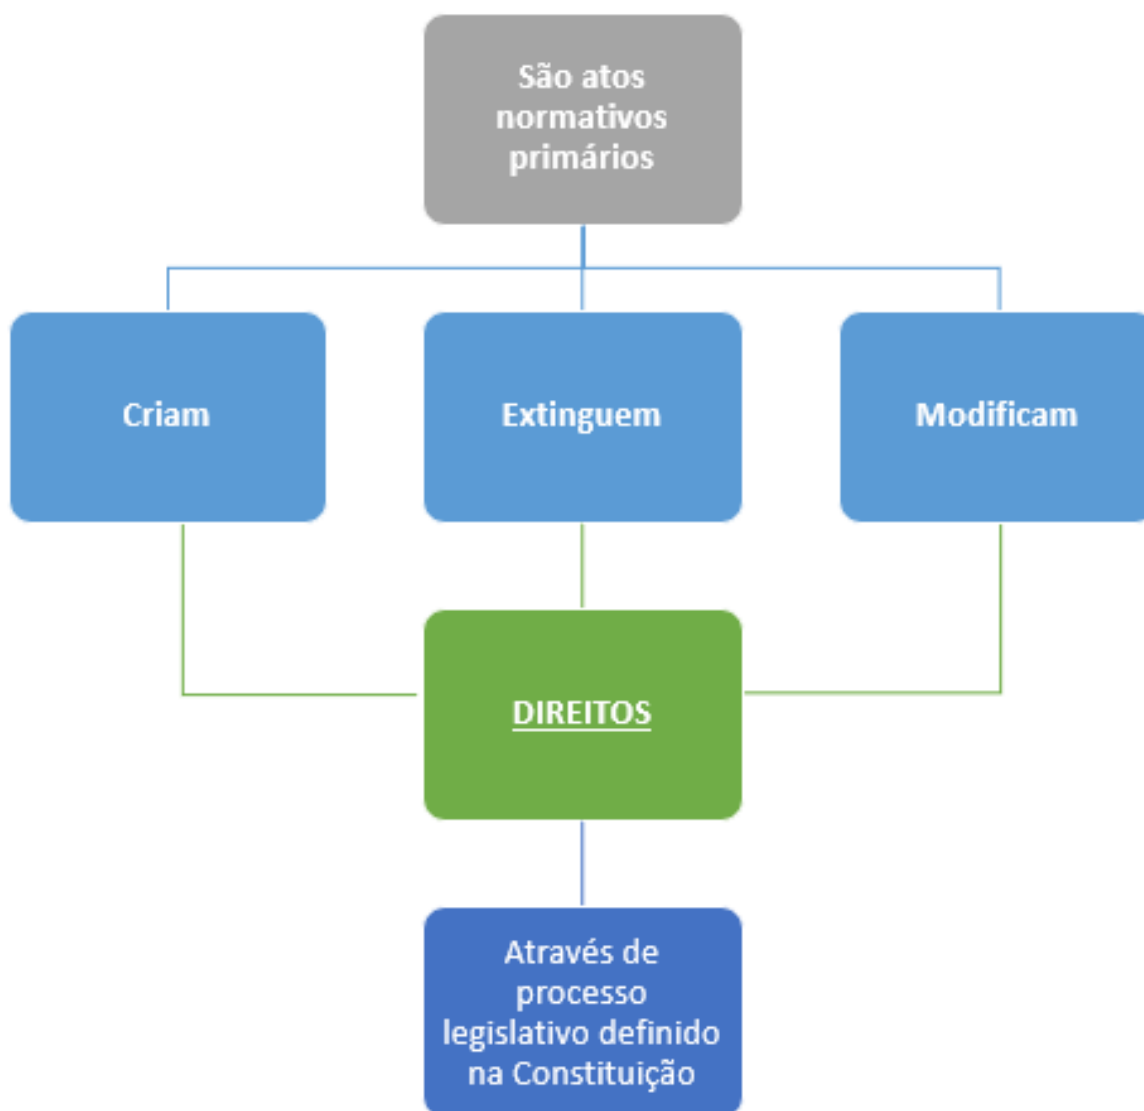 São atos
normativos
primários
Criam
Extinguem
Modificam
DIREITOS
Através de
processo
legislativo definido
na Constituição